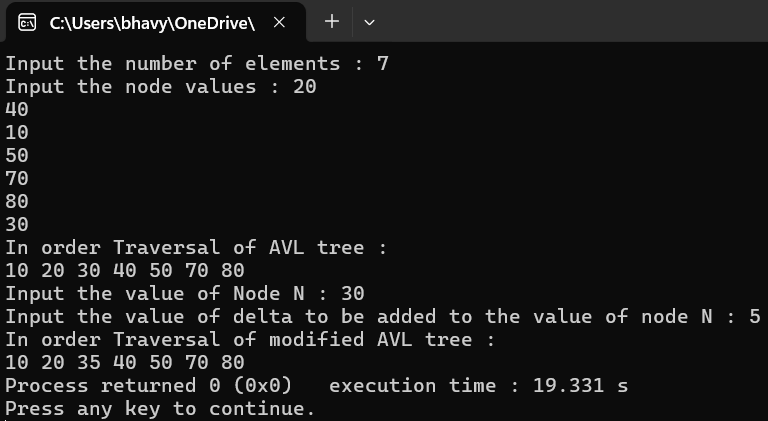 C:\Users\bhavy\OneDrive\
Input the number of elements : 7
Input the node values : 20
40
10
50
70
80
30
In order Traversal of AVL tree :
10 20 30 40 50 70 80
Input the value of Node N : 30
Input the value of delta to be added to the value of node N : 5
In order Traversal of modified AVL tree :
10 20 35 40 50 70 80
Process returned 0 (0x0)   execution time : 19.331 s
Press any key to continue.